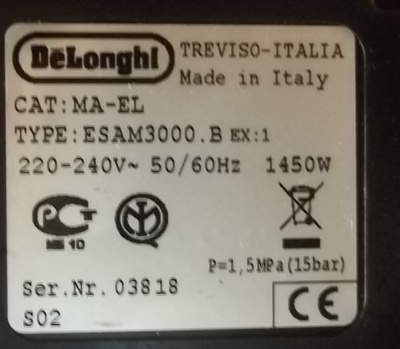 DeLonghi TREVISO-ITALIA
Made in Italy
CAT:MA-EL
TYPE:ESAM3000.B EX:1
220-240V~ 50/60Hz 1450W
P=1,5MPa(15bar)
Ser.Nr. 03818
S02
CE